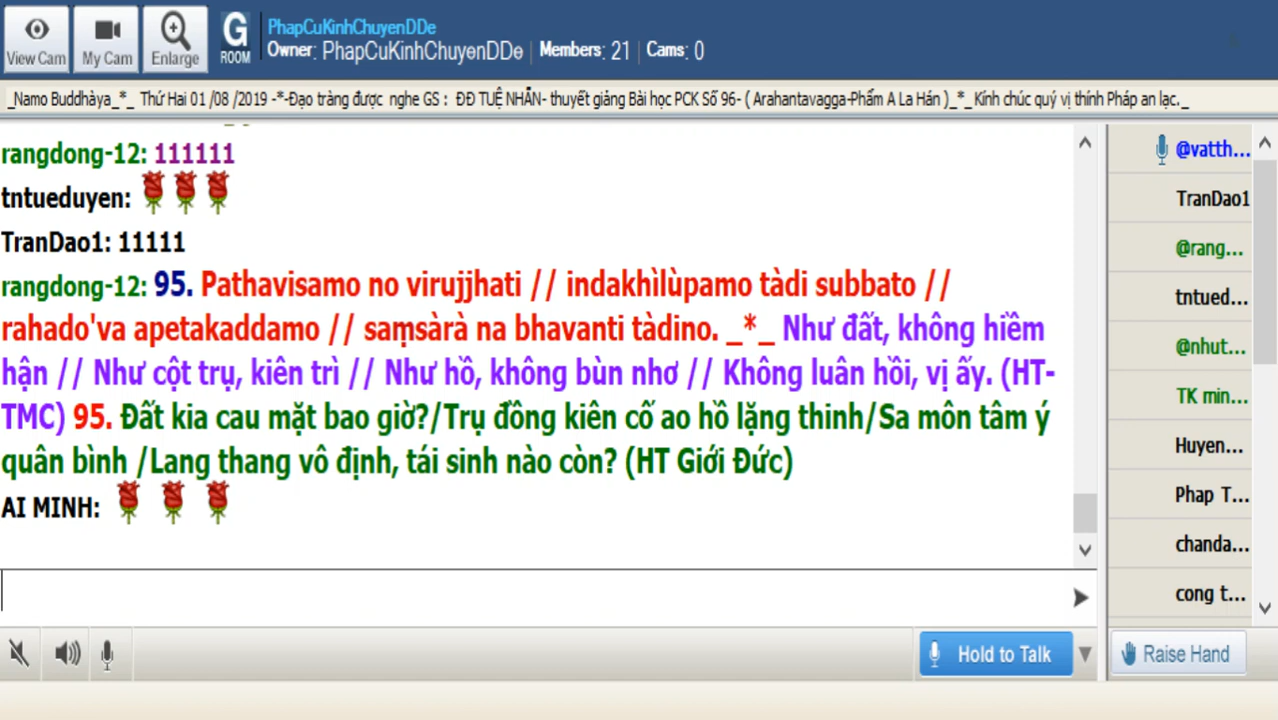 View Cam
My Cam
Enlarge
G
ROOM
PhapCuKinhChuyenDDe
Owner: PhapCuKinhChuyenDDe | Members: 21 | Cams: 0
_Namo Buddhàya_*_ Thứ Hai 01 /08 /2019 -*-Đạo tràng được nghe GS : ĐĐ TUỆ NHẪN- thuyết giảng Bài học PCK Số 96- ( Arahantavagga-Phẩm A La Hán )_*_ Kính chúc quý vị thính Pháp an lạc._
rangdong-12: 111111
tntueduyen:
TranDao1: 11111
rangdong-12: 95. Pathavisamo no virujjhati // indakhìlùpamo tàdi subbato //
rahado'va apetakaddamo // saṃsàrà na bhavanti tàdino. _*_ Như đất, không hiềm
hận // Như cột trụ, kiên trì // Như hồ, không bùn nhơ // Không luân hồi, vị ấy. (HT-
TMC) 95. Đất kia cau mặt bao giờ?/Trụ đồng kiên cố ao hồ lặng thinh/Sa môn tâm ý
quân bình /Lang thang vô định, tái sinh nào còn? (HT Giới Đức)
AI MINH:
@vatth...
TranDao1
@rang...
tntued...
@nhut...
TK min...
Huyen...
Phap T...
chanda...
cong t...
Hold to Talk
Raise Hand